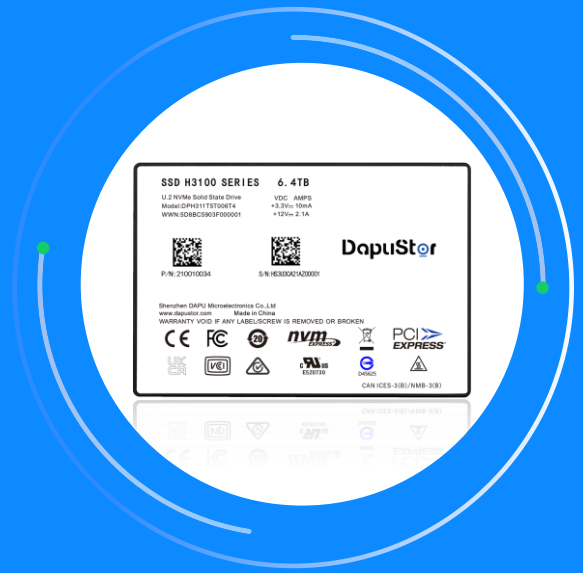 SSD H3100 SERIES 6.4TB
U.2 NVMe Solid State Drive
Model:DPH311T5T006T4
WWN:5D8BC5903F000001
VDC AMPS
+3.3V⎓ 10mA
+12V⎓ 2.1A
DapuStor
P/N: 210010034
Shenzhen DAPU Microelectronics Co.,Ltd
www.dapustor.com Made in China
WARRANTY VOID IF ANY LABEL/SCREW IS REMOVED OR BROKEN
CE FC 20 nvm EXPRESS PCI EXPRESS
UK CA VCI c RU US
E520730
D45625
CAN ICES-3(B)/NMB-3(B)